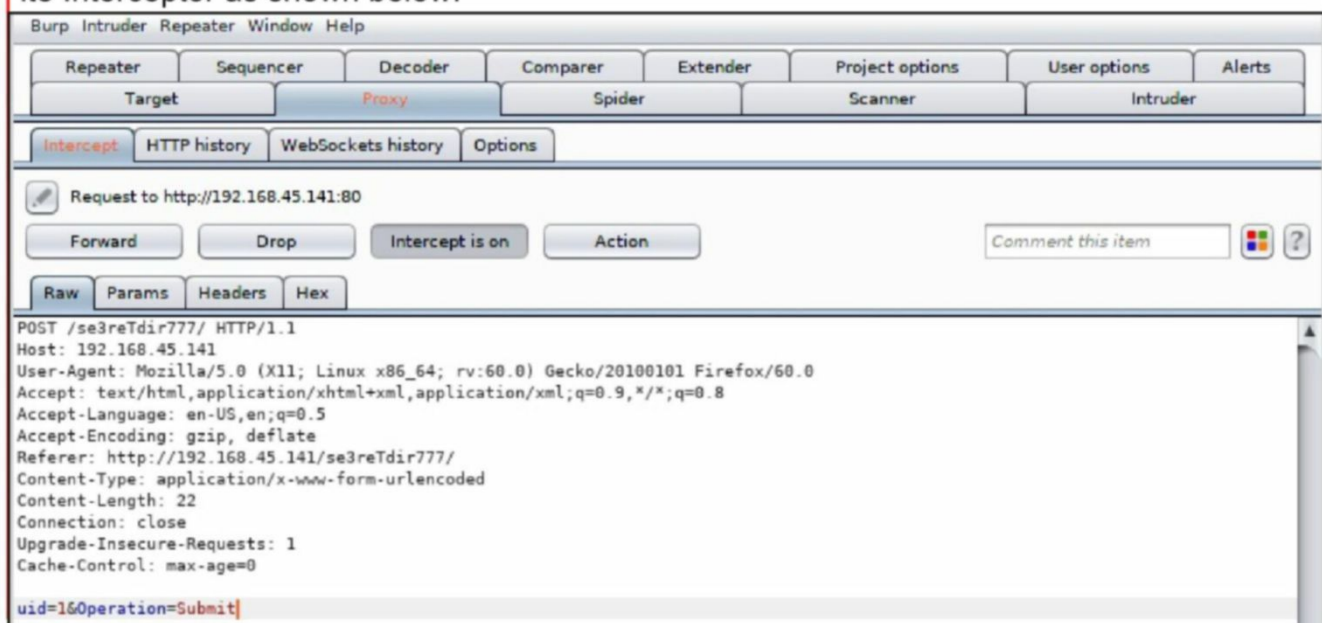 its interceptor as shown below.
Burp Intruder Repeater Window Help
Repeater Sequencer Decoder Comparer Extender Project options User options Alerts
Target Proxy Spider Scanner Intruder
Intercept HTTP history WebSockets history Options
Request to http://192.168.45.141:80
Forward Drop Intercept is on Action Comment this item ?
Raw Params Headers Hex
POST /se3reTdir777/ HTTP/1.1
Host: 192.168.45.141
User-Agent: Mozilla/5.0 (X11; Linux x86_64; rv:60.0) Gecko/20100101 Firefox/60.0
Accept: text/html,application/xhtml+xml,application/xml;q=0.9,*/*;q=0.8
Accept-Language: en-US,en;q=0.5
Accept-Encoding: gzip, deflate
Referer: http://192.168.45.141/se3reTdir777/
Content-Type: application/x-www-form-urlencoded
Content-Length: 22
Connection: close
Upgrade-Insecure-Requests: 1
Cache-Control: max-age=0
uid=1&Operation=Submit